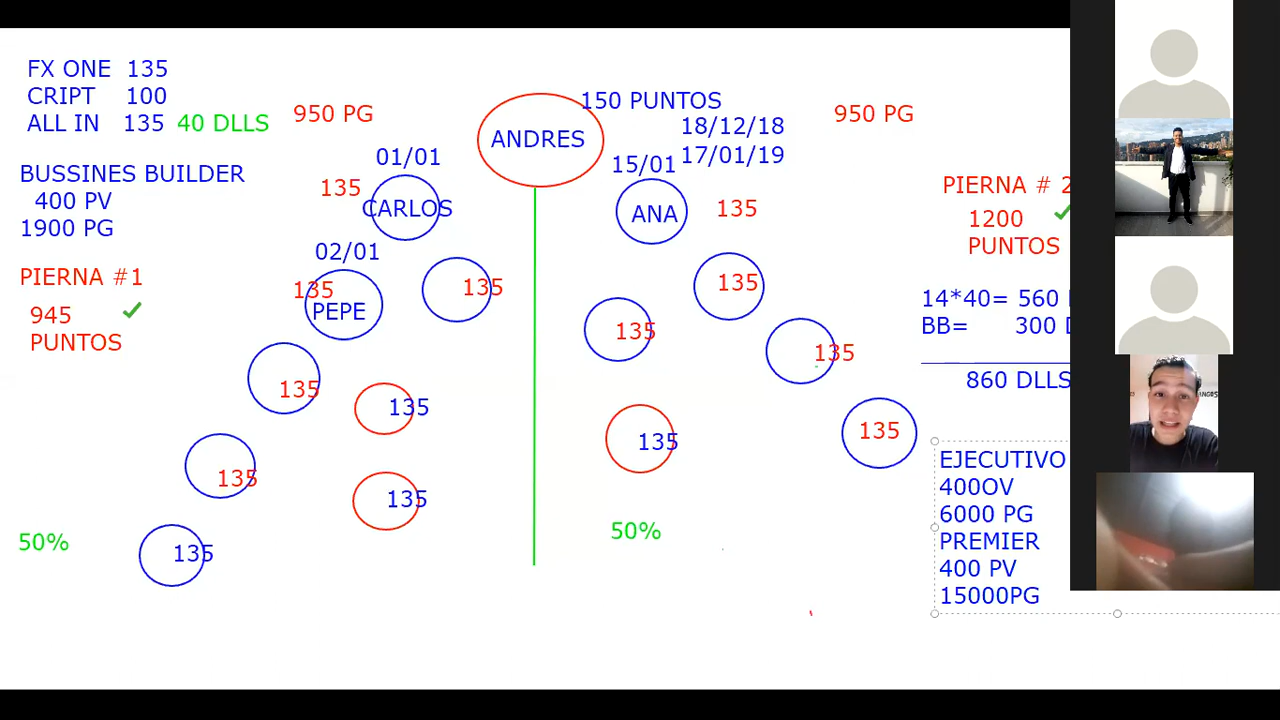 FX ONE 135
CRIPT 100
ALL IN 135 40 DLLS
950 PG
BUSSINES BUILDER
400 PV
1900 PG
PIERNA #1
945
PUNTOS
50%
ANDRES
150 PUNTOS
18/12/18
17/01/19
950 PG
01/01
135
CARLOS
15/01
ANA
135
02/01
135
PEPE
135
135
135
135
135
135
135
135
135
135
135
135
50%
PIERNA # 2
1200
PUNTOS
14*40= 560
BB= 300
860 DLLS
EJECUTIVO
400OV
6000 PG
PREMIER
400 PV
15000PG